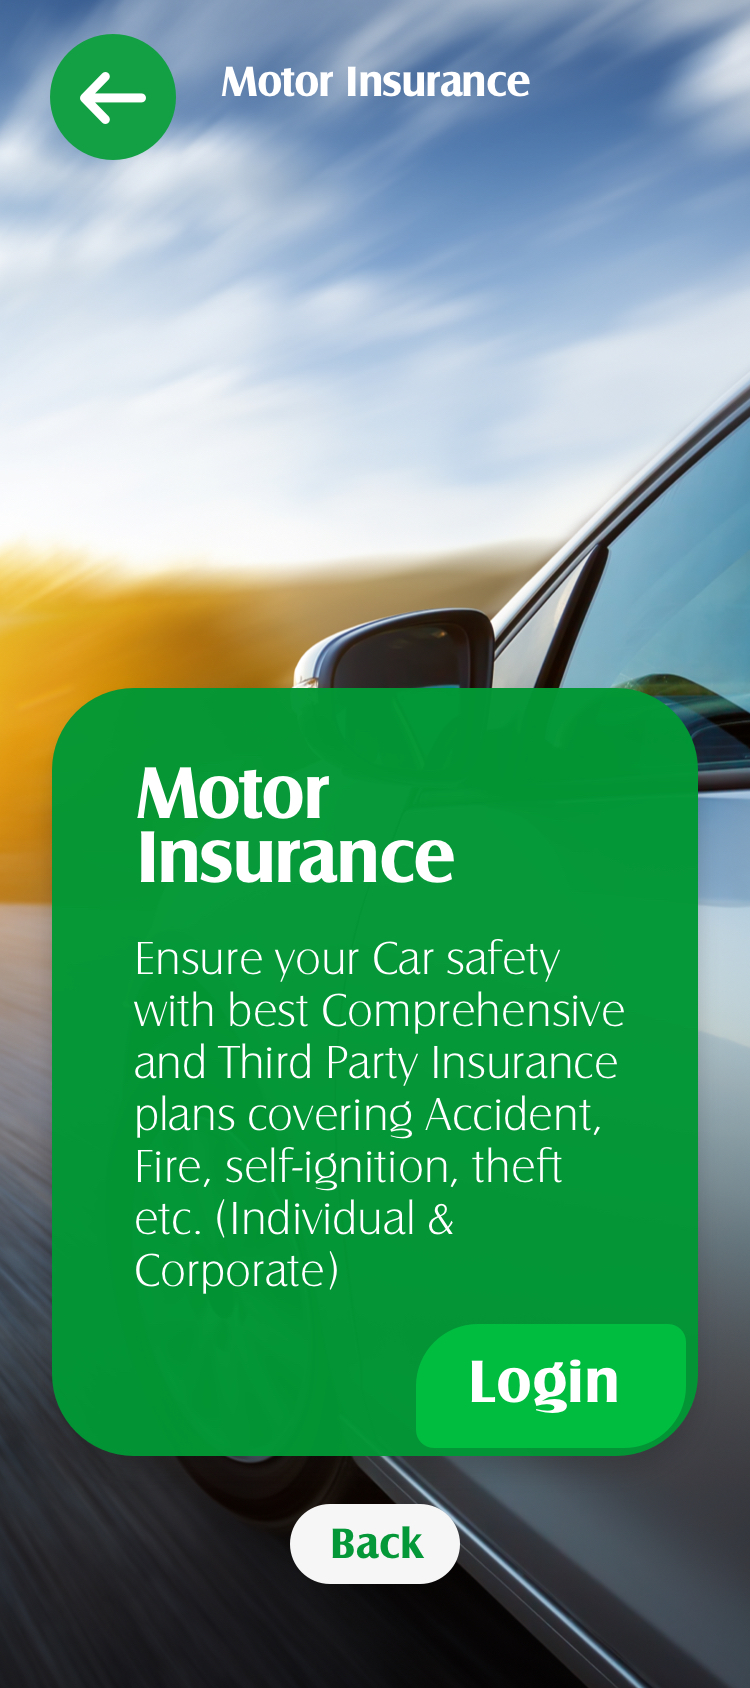 Motor Insurance
Motor
Insurance
Ensure your Car safety
with best Comprehensive
and Third Party Insurance
plans covering Accident,
Fire, self-ignition, theft
etc. (Individual &
Corporate)
Login
Back